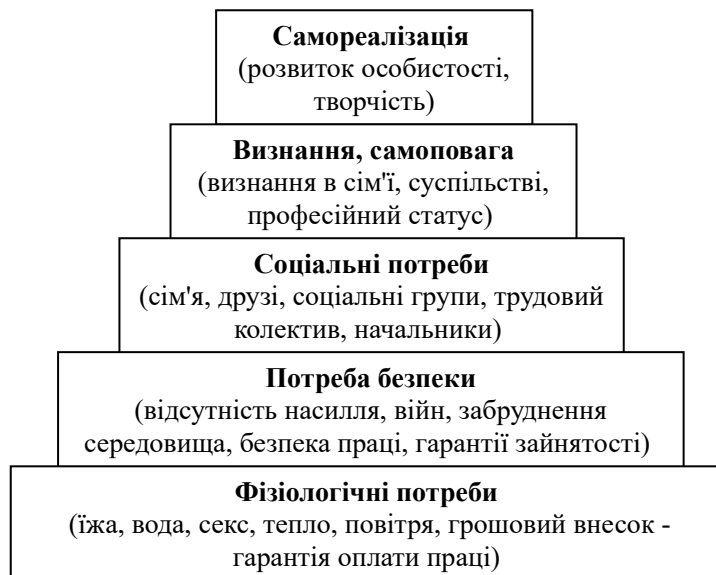 Самореалізація
(розвиток особистості,
творчість)
Визнання, самоповага
(визнання в сім'ї, суспільстві,
професійний статус)
Соціальні потреби
(сім'я, друзі, соціальні групи, трудовий
колектив, начальники)
Потреба безпеки
(відсутність насилля, війн, забруднення
середовища, безпека праці, гарантії зайнятості)
Фізіологічні потреби
(їжа, вода, секс, тепло, повітря, грошовий внесок -
гарантія оплати праці)